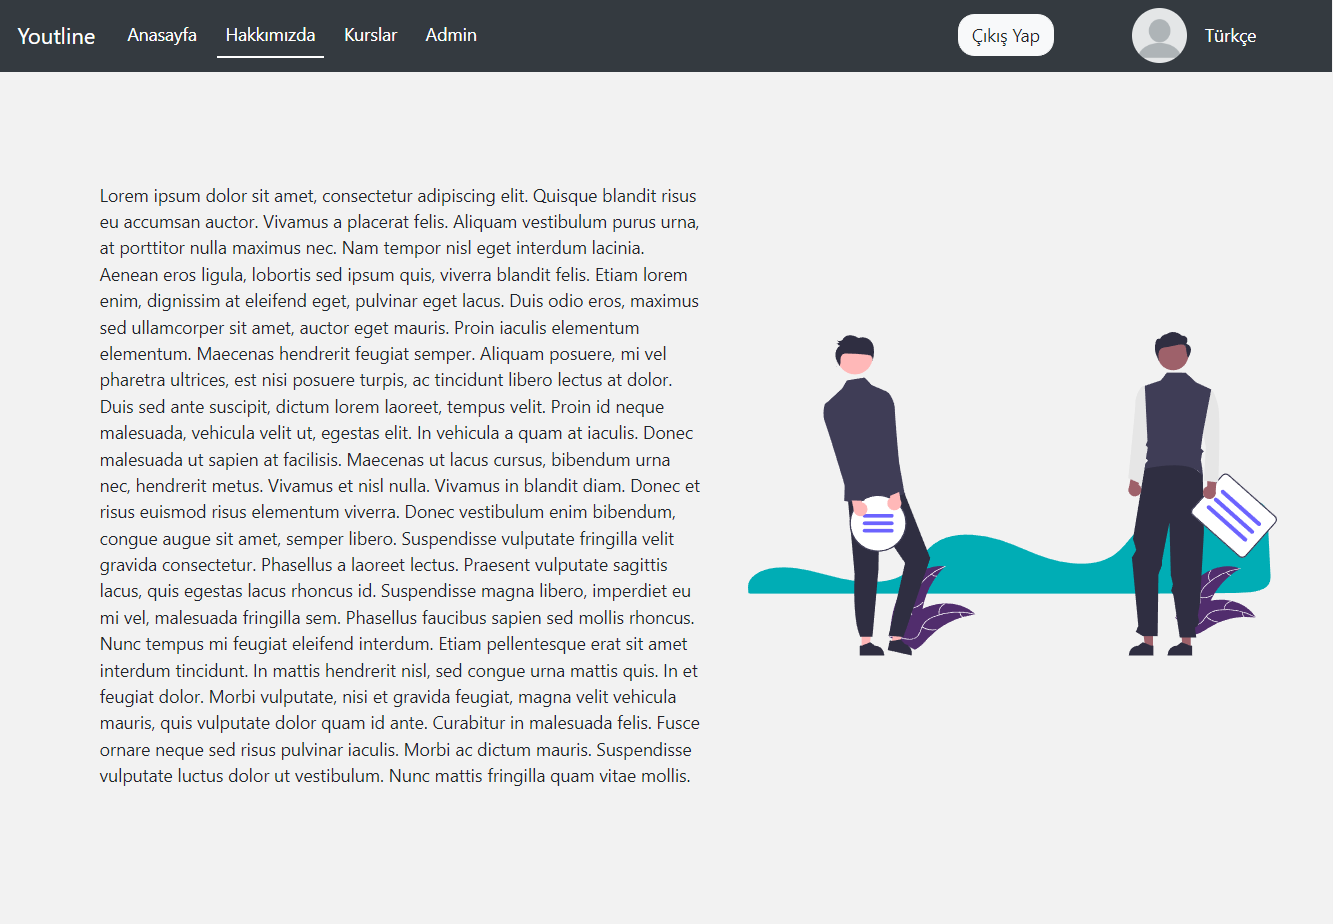 Youtline Anasayfa Hakkımızda Kurslar Admin Çıkış Yap Türkçe
Lorem ipsum dolor sit amet, consectetur adipiscing elit. Quisque blandit risus
eu accumsan auctor. Vivamus a placerat felis. Aliquam vestibulum purus urna,
at porttitor nulla maximus nec. Nam tempor nisl eget interdum lacinia.
Aenean eros ligula, lobortis sed ipsum quis, viverra blandit felis. Etiam lorem
enim, dignissim at eleifend eget, pulvinar eget lacus. Duis odio eros, maximus
sed ullamcorper sit amet, auctor eget mauris. Proin iaculis elementum
elementum. Maecenas hendrerit feugiat semper. Aliquam posuere, mi vel
pharetra ultrices, est nisi posuere turpis, ac tincidunt libero lectus at dolor.
Duis sed ante suscipit, dictum lorem laoreet, tempus velit. Proin id neque
malesuada, vehicula velit ut, egestas elit. In vehicula a quam at iaculis. Donec
malesuada ut sapien at facilisis. Maecenas ut lacus cursus, bibendum urna
nec, hendrerit metus. Vivamus et nisl nulla. Vivamus in blandit diam. Donec et
risus euismod risus elementum viverra. Donec vestibulum enim bibendum,
congue augue sit amet, semper libero. Suspendisse vulputate fringilla velit
gravida consectetur. Phasellus a laoreet lectus. Praesent vulputate sagittis
lacus, quis egestas lacus rhoncus id. Suspendisse magna libero, imperdiet eu
mi vel, malesuada fringilla sem. Phasellus faucibus sapien sed mollis rhoncus.
Nunc tempus mi feugiat eleifend interdum. Etiam pellentesque erat sit amet
interdum tincidunt. In mattis hendrerit nisl, sed congue urna mattis quis. In et
feugiat dolor. Morbi vulputate, nisi et gravida feugiat, magna velit vehicula
mauris, quis vulputate dolor quam id ante. Curabitur in malesuada felis. Fusce
ornare neque sed risus pulvinar iaculis. Morbi ac dictum mauris. Suspendisse
vulputate luctus dolor ut vestibulum. Nunc mattis fringilla quam vitae mollis.